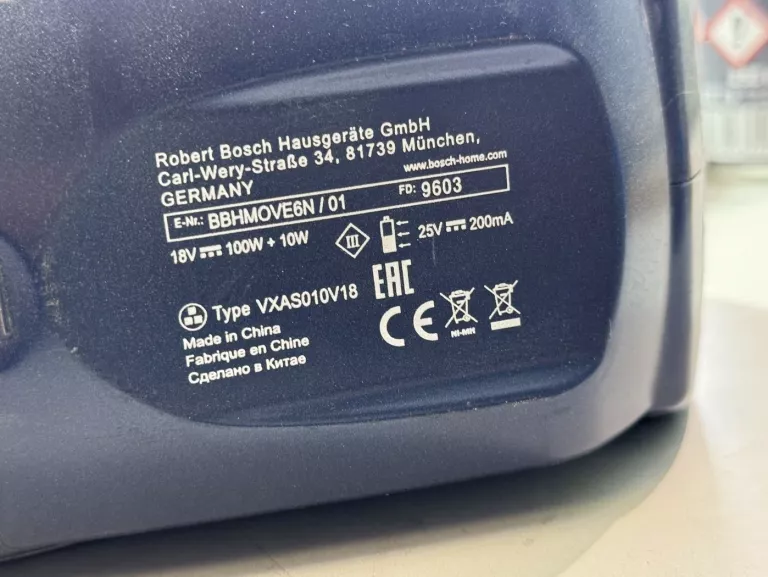 Robert Bosch Hausgeräte GmbH
Carl-Wery-Straße 34, 81739 München,
GERMANY
www.bosch-home.com
E-Nr.: BBHMOVE6N / 01 FD: 9603
18V 100W + 10W III 25V 200mA
Type VXAS010V18 EAC
Made in China
Fabrique en Chine
Сделано в Китае
CE NI-MH